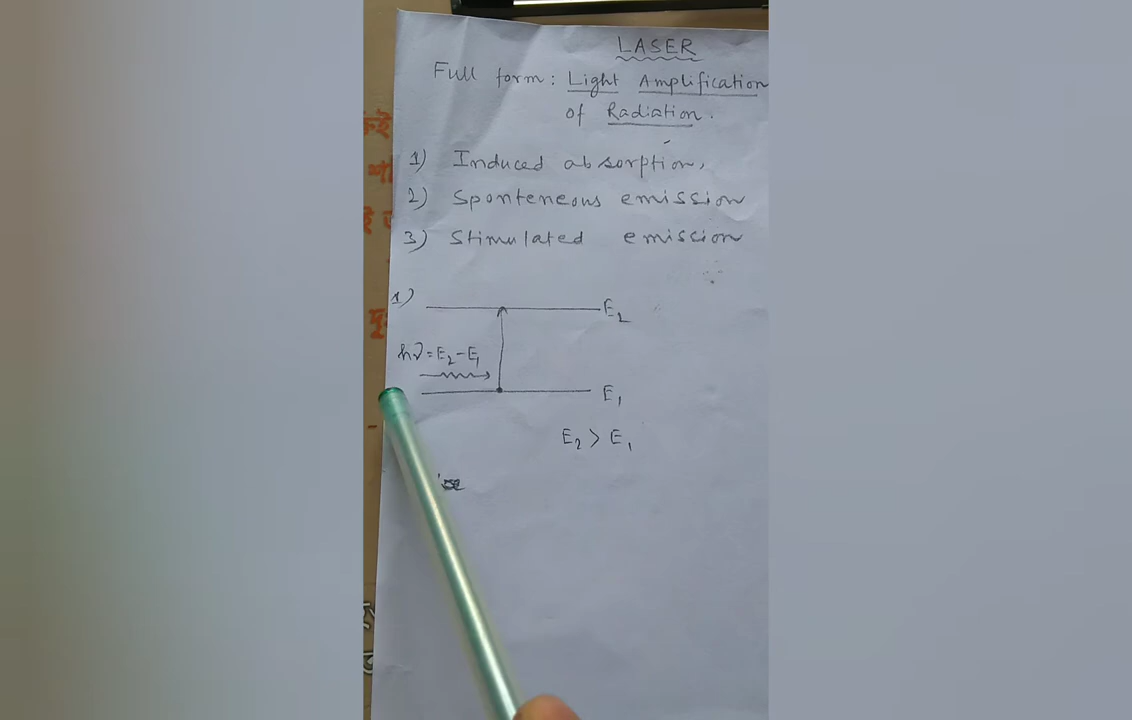 LASER
Full form: Light Amplification
of Radiation.
1) Induced absorption,
2) Sponteneous emission
3) Stimulated emission
1)
E₂
hν = E₂ - E₁
E₁
E₂ > E₁